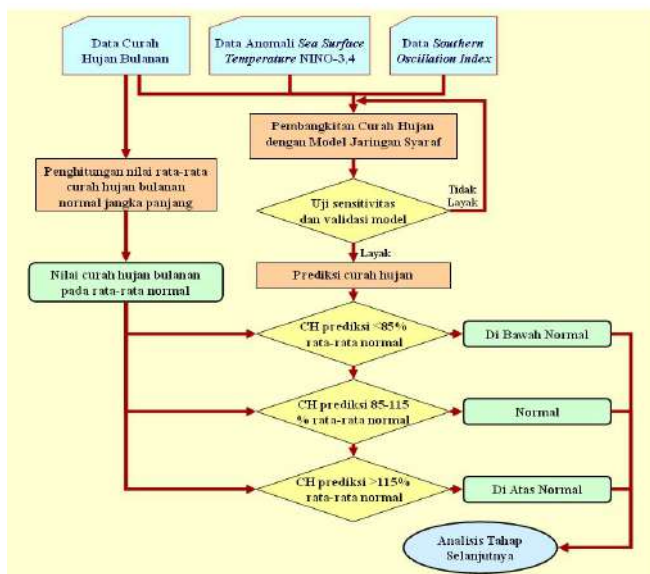 Data Curah
Hujan Bulanan
Data Anomali Sea Surface
Temperature NINO-3,4
Data Southern
Oscillation Index
Pembangkitan Curah Hujan
dengan Model Jaringan Syaraf
Penghitungan nilai rata-rata
curah hujan bulanan
normal jangka panjang
Uji sensitivitas
dan validasi model
Tidak
Layak
Layak
Nilai curah hujan bulanan
pada rata-rata normal
Prediksi curah hujan
CH prediksi <85%
rata-rata normal
Di Bawah Normal
CH prediksi 85-115
% rata-rata normal
Normal
CH prediksi >115%
rata-rata normal
Di Atas Normal
Analisis Tahap
Selanjutnya